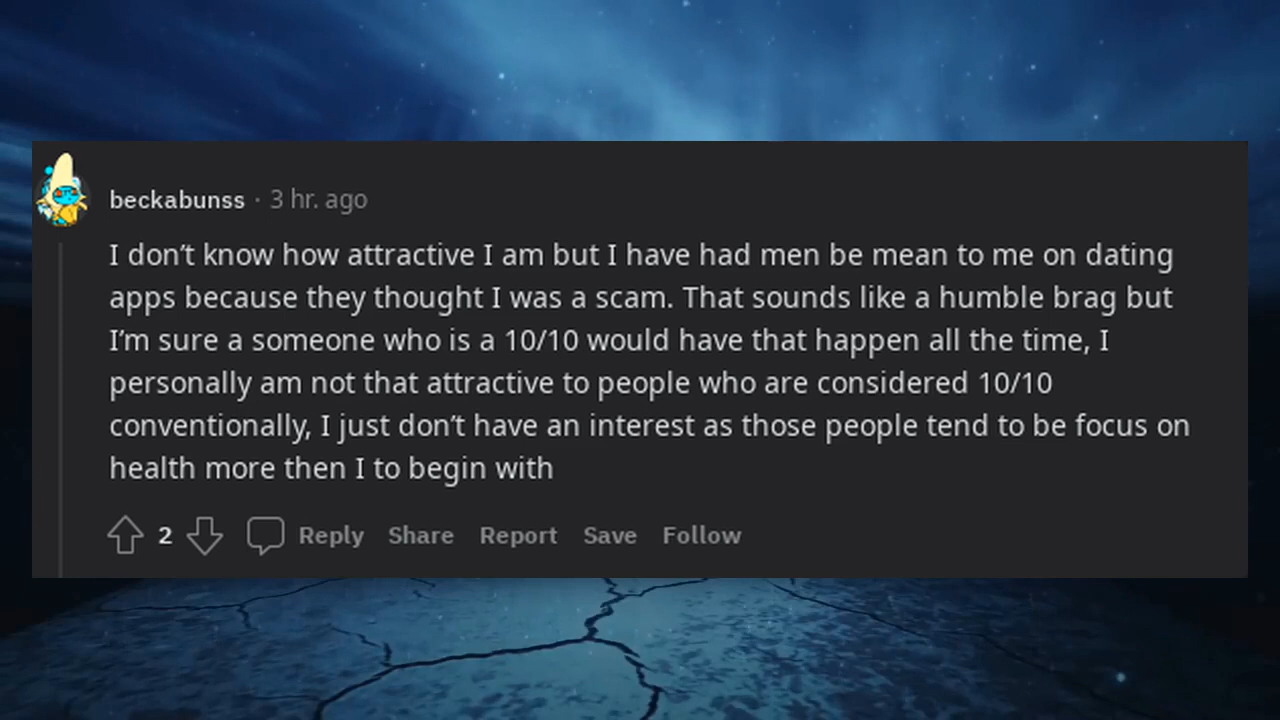 beckabunss · 3 hr. ago
I don’t know how attractive I am but I have had men be mean to me on dating
apps because they thought I was a scam. That sounds like a humble brag but
I’m sure a someone who is a 10/10 would have that happen all the time, I
personally am not that attractive to people who are considered 10/10
conventionally, I just don’t have an interest as those people tend to be focus on
health more then I to begin with
2 Reply Share Report Save Follow